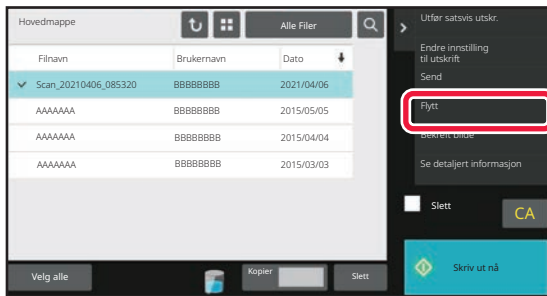 Hovedmappe
Alle Filer
Filnavn Brukernavn Dato
Scan_20210406_085320 BBBBBBBB 2021/04/06
AAAAAAA BBBBBBBB 2015/05/05
AAAAAAA BBBBBBBB 2015/04/04
AAAAAAA BBBBBBBB 2015/03/03
Velg alle
Kopier
Slett
Utfør satsvis utskr.
Endre innstilling
til utskrift
Send
Flytt
Bekreft bilde
Se detaljert informasjon
Slett
CA
Skriv ut nå